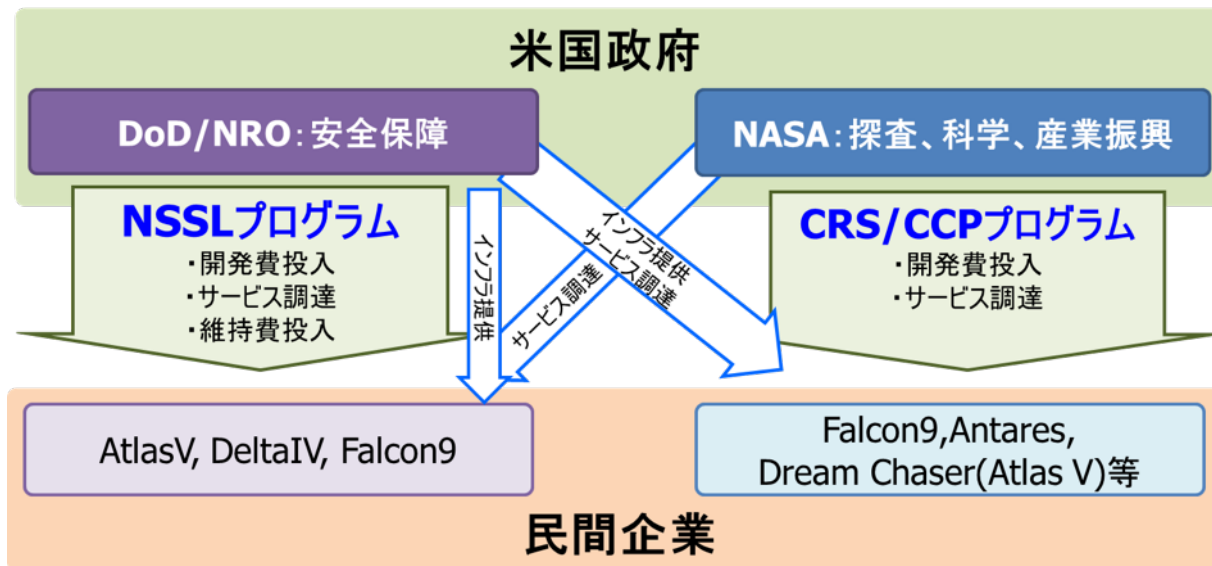 米国政府
DoD/NRO：安全保障
NASA：探査、科学、産業振興
NSSLプログラム
・開発費投入
・サービス調達
・維持費投入
インフラ提供
サービス調達
インフラ提供
サービス調達
CRS/CCPプログラム
・開発費投入
・サービス調達
AtlasV, DeltaIV, Falcon9
Falcon9,Antares,
Dream Chaser(Atlas V)等
民間企業